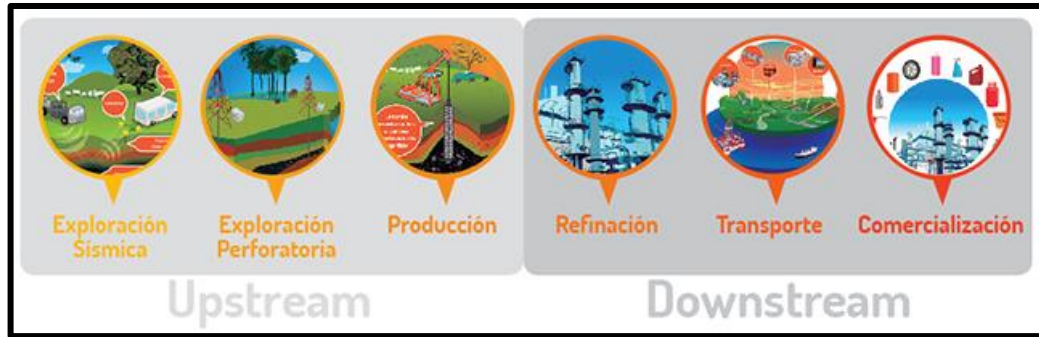 Exploración
Sísmica
Exploración
Perforatoria
Producción
Refinación
Transporte
Comercialización
Upstream
Downstream